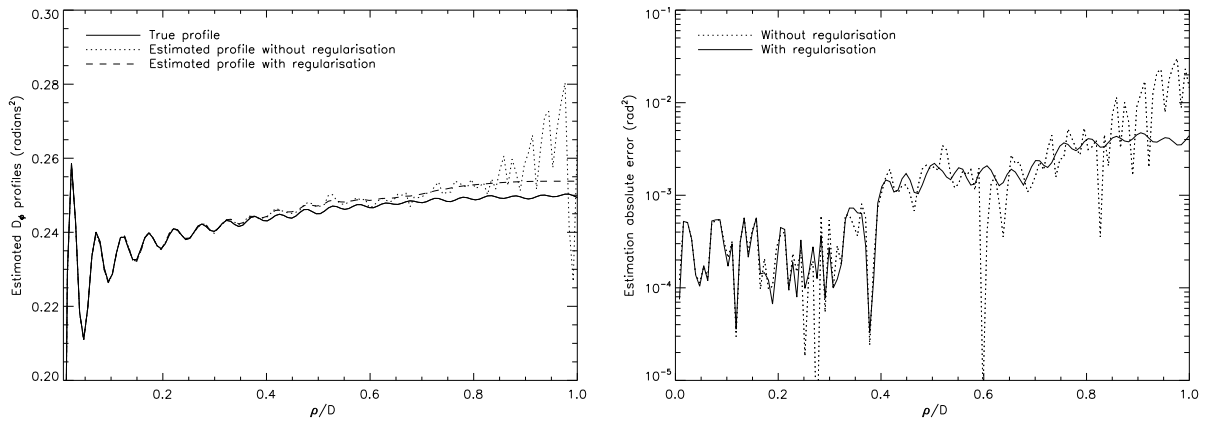 0.30
0.28
0.26
0.24
0.22
0.20
Estimated D𝛟 profiles (radians²)
True profile
Estimated profile without regularisation
Estimated profile with regularisation
0.2
0.4
0.6
0.8
1.0
ρ/D
10⁻¹
10⁻²
10⁻³
10⁻⁴
10⁻⁵
Estimation absolute error (rad²)
Without regularisation
With regularisation
0.0
0.2
0.4
0.6
0.8
1.0
ρ/D